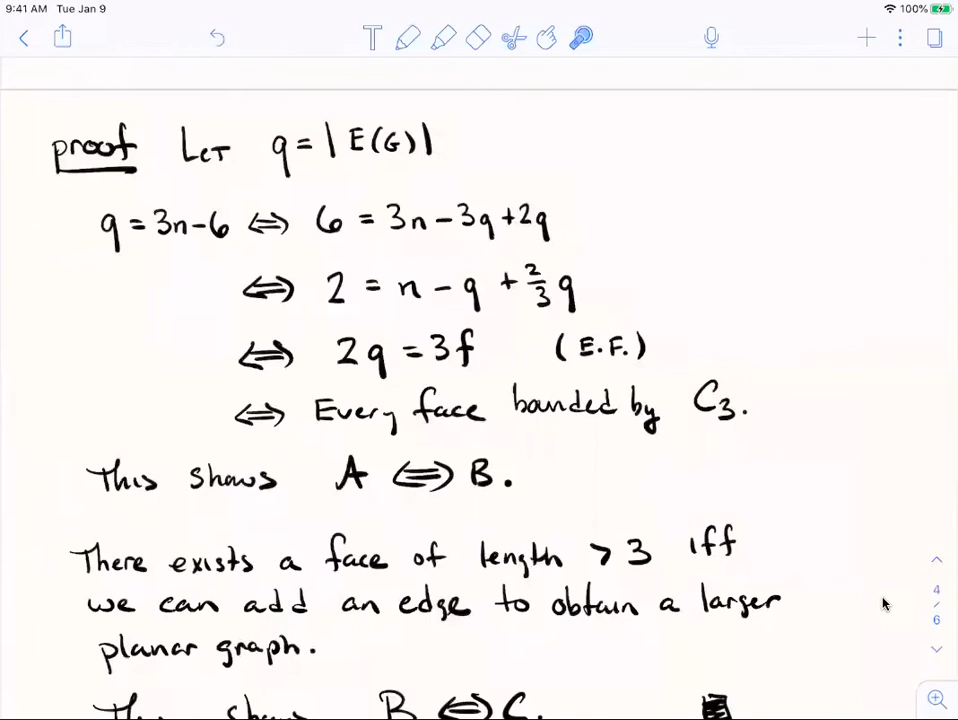 9:41 AM Tue Jan 9
100%
proof Let q = |E(G)|
q = 3n-6 ⇔ 6 = 3n - 3q + 2q
⇔ 2 = n - q + 2/3 q
⇔ 2q = 3f (E.F.)
⇔ Every face bounded by C₃.
This shows A ⇔ B.
There exists a face of length > 3 iff
we can add an edge to obtain a larger
planar graph.
4
/
6
This shows B ⇔ C.